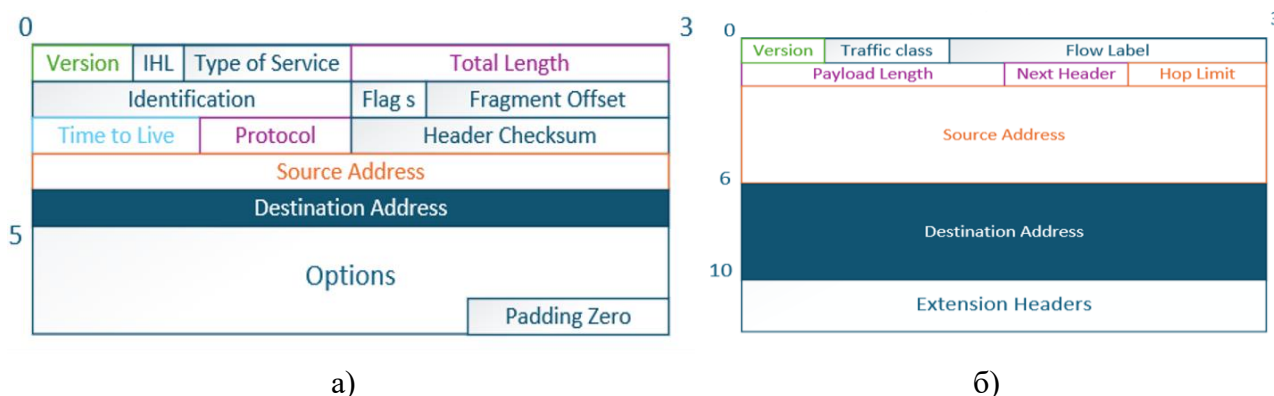 0 3
Version IHL Type of Service Total Length
Identification Flag s Fragment Offset
Time to Live Protocol Header Checksum
Source Address
Destination Address
5
Options
Padding Zero
а)
0 3
Version Traffic class Flow Label
Payload Length Next Header Hop Limit
Source Address
6
Destination Address
10
Extension Headers
б)